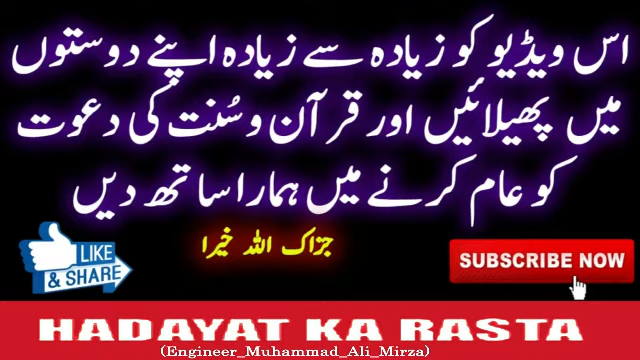 اس ویڈیو کو زیادہ سے زیادہ اپنے دوستوں
میں پھیلائیں اور قرآن و سُنت کی دعوت
کو عام کرنے میں ہمارا ساتھ دیں
جزاک اللہ خیرا
LIKE
& SHARE
SUBSCRIBE NOW
HADAYAT KA RASTA
(Engineer_Muhammad_Ali_Mirza)